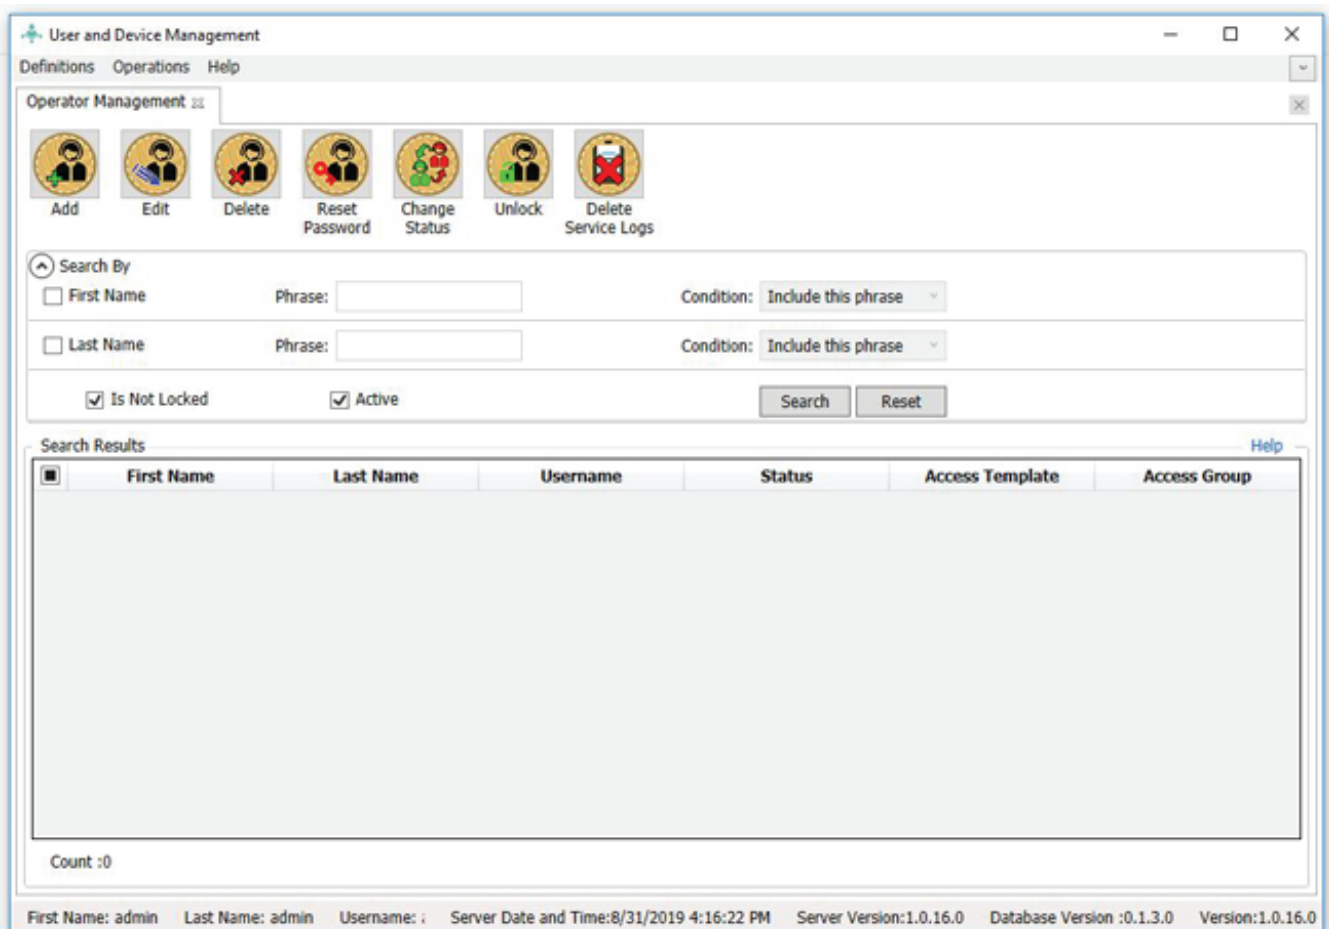 User and Device Management
Definitions Operations Help
Operator Management
Add Edit Delete Reset Password Change Status Unlock Delete Service Logs
Search By
First Name Phrase: Condition: Include this phrase
Last Name Phrase: Condition: Include this phrase
Is Not Locked Active Search Reset
Search Results Help
First Name Last Name Username Status Access Template Access Group
Count :0
First Name: admin Last Name: admin Username: Server Date and Time:8/31/2019 4:16:22 PM Server Version:1.0.16.0 Database Version :0.1.3.0 Version:1.0.16.0